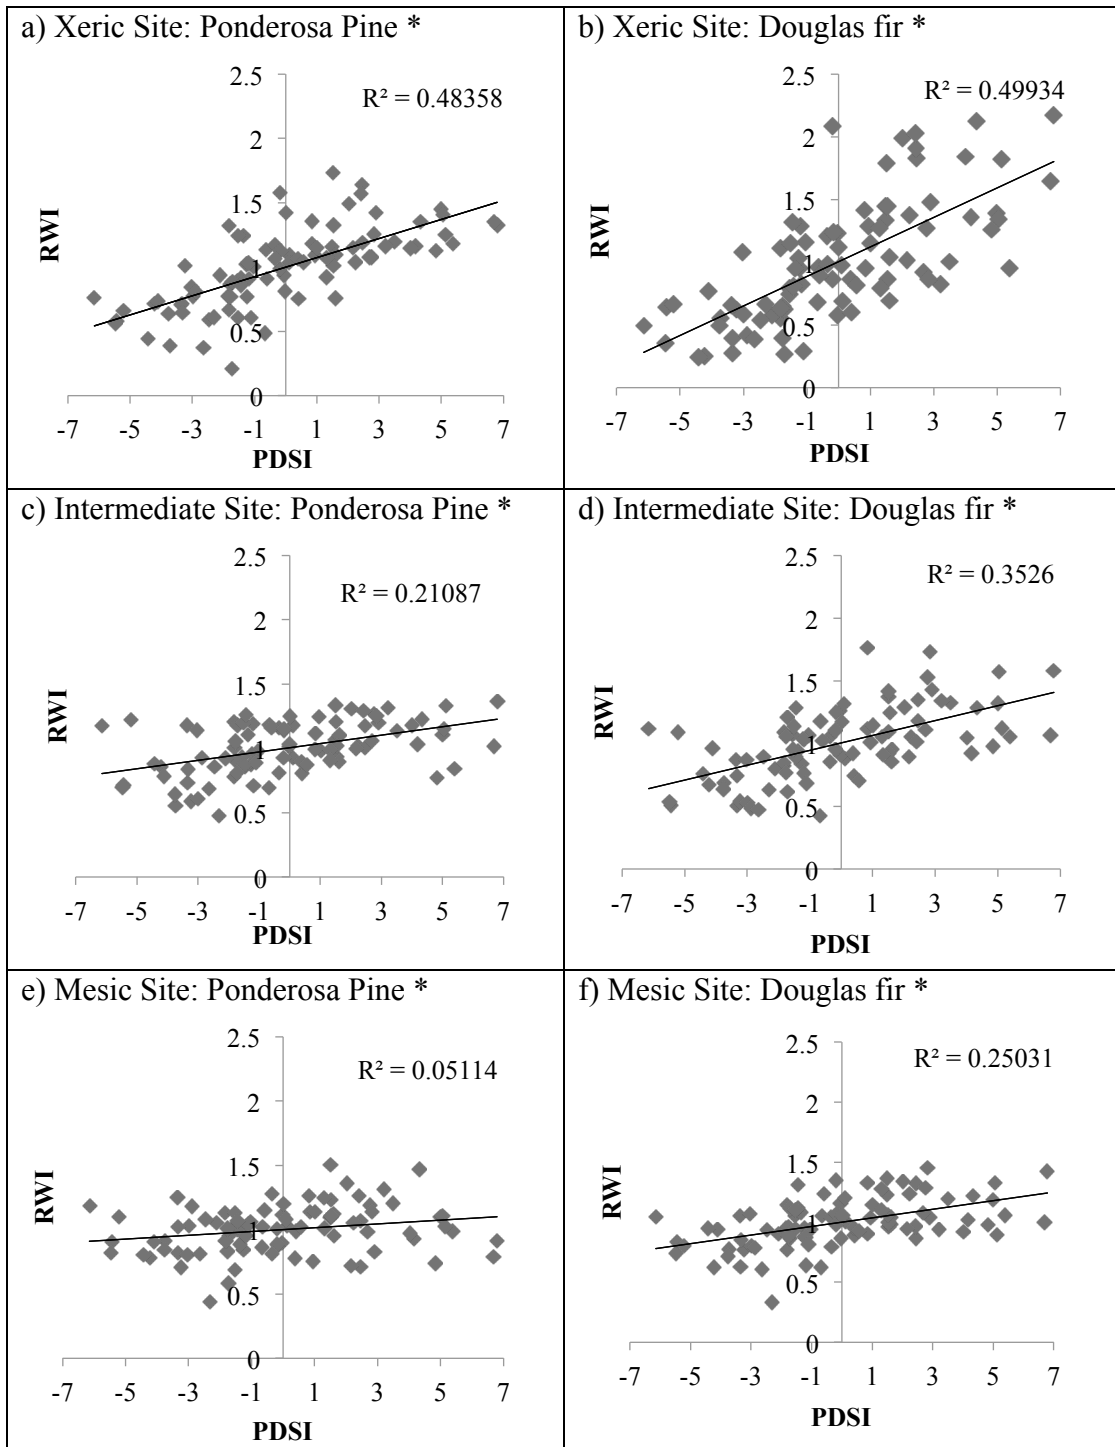 a) Xeric Site: Ponderosa Pine *
R² = 0.48358
2.5
2
1.5
1
0.5
0
RWI
-7 -5 -3 -1 1 3 5 7
PDSI
b) Xeric Site: Douglas fir *
R² = 0.49934
2.5
2
1.5
1
0.5
0
RWI
-7 -5 -3 -1 1 3 5 7
PDSI
c) Intermediate Site: Ponderosa Pine *
R² = 0.21087
2.5
2
1.5
1
0.5
0
RWI
-7 -5 -3 -1 1 3 5 7
PDSI
d) Intermediate Site: Douglas fir *
R² = 0.3526
2.5
2
1.5
1
0.5
0
RWI
-7 -5 -3 -1 1 3 5 7
PDSI
e) Mesic Site: Ponderosa Pine *
R² = 0.05114
2.5
2
1.5
1
0.5
0
RWI
-7 -5 -3 -1 1 3 5 7
PDSI
f) Mesic Site: Douglas fir *
R² = 0.25031
2.5
2
1.5
1
0.5
0
RWI
-7 -5 -3 -1 1 3 5 7
PDSI